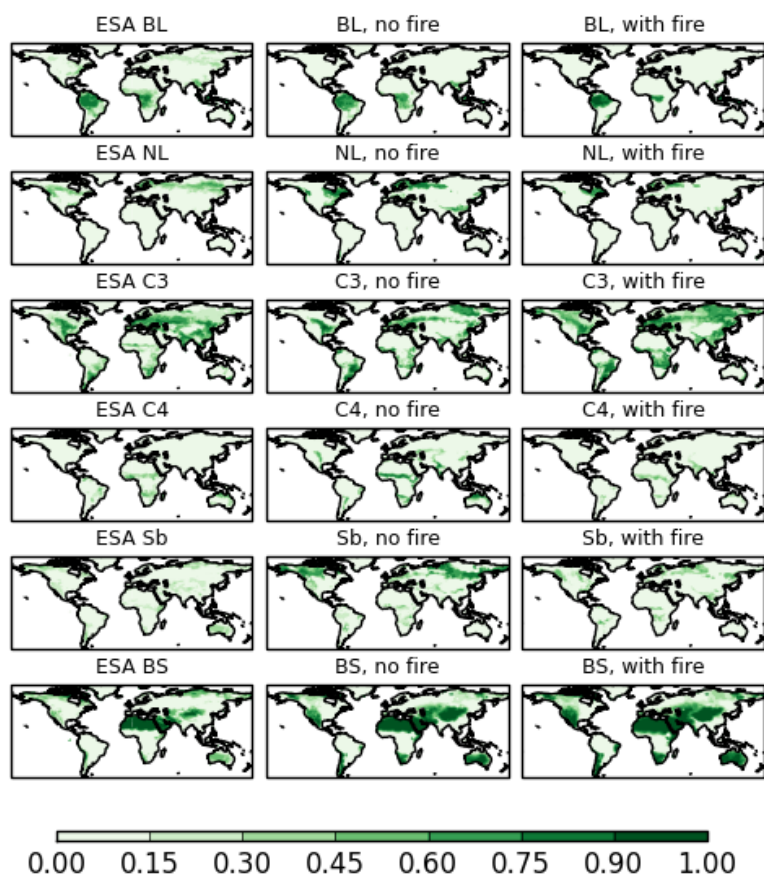 ESA BL BL, no fire BL, with fire
ESA NL NL, no fire NL, with fire
ESA C3 C3, no fire C3, with fire
ESA C4 C4, no fire C4, with fire
ESA Sb Sb, no fire Sb, with fire
ESA BS BS, no fire BS, with fire
0.00 0.15 0.30 0.45 0.60 0.75 0.90 1.00